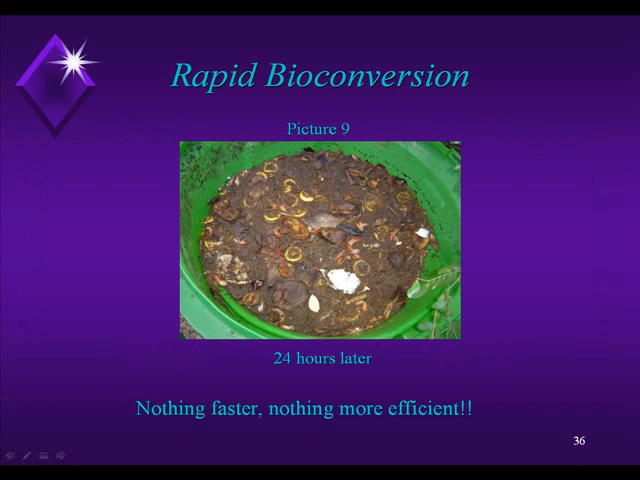 Rapid Bioconversion
Picture 9
24 hours later
Nothing faster, nothing more efficient!!
36